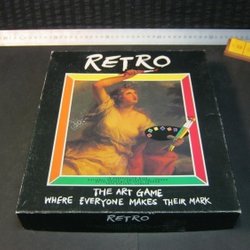 RETRO
THE ART GAME
WHERE EVERYONE MAKES THEIR MARK
RETRO